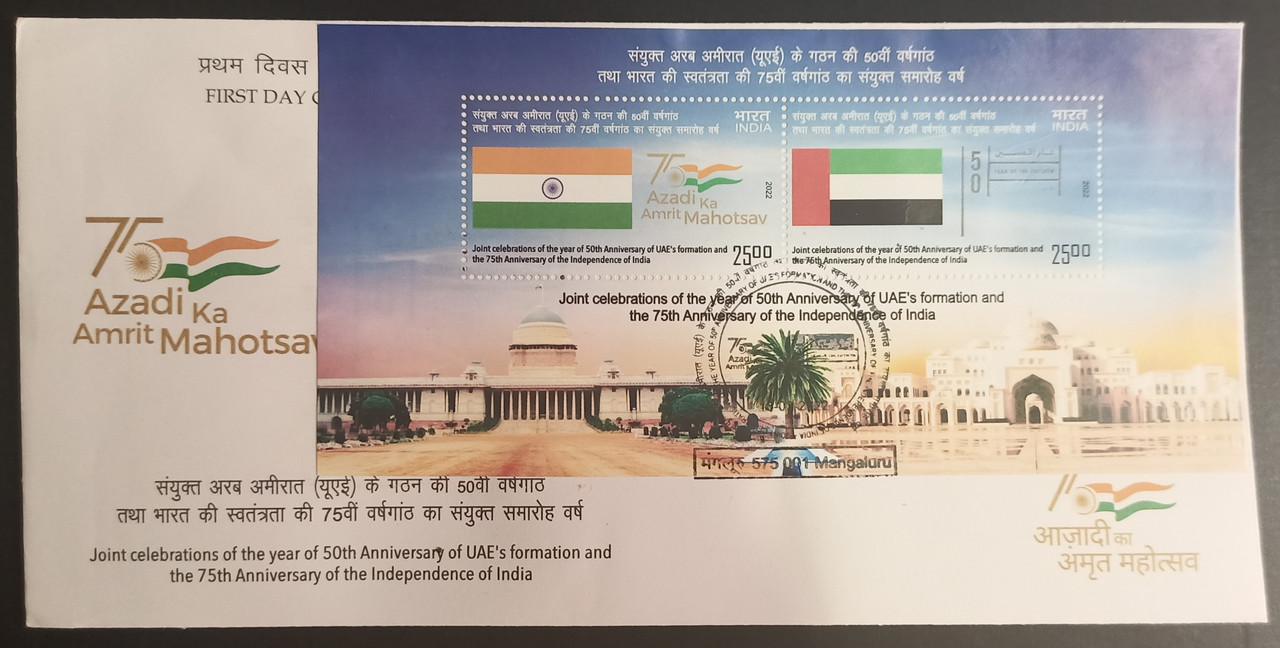 प्रथम दिवस
FIRST DAY
75
Azadi Ka
Amrit Mahotsav
संयुक्त अरब अमीरात (यूएई) के गठन की 50वीं वर्षगांठ
तथा भारत की स्वतंत्रता की 75वीं वर्षगांठ का संयुक्त समारोह वर्ष
संयुक्त अरब अमीरात (यूएई) के गठन की 50वीं वर्षगांठ
तथा भारत की स्वतंत्रता की 75वीं वर्षगांठ का संयुक्त समारोह वर्ष
भारत
INDIA
75
Azadi Ka
Amrit Mahotsav
2022
Joint celebrations of the year of 50th Anniversary of UAE's formation and
the 75th Anniversary of the Independence of India
2500
संयुक्त अरब अमीरात (यूएई) के गठन की 50वीं वर्षगांठ
तथा भारत की स्वतंत्रता की 75वीं वर्षगांठ का संयुक्त समारोह वर्ष
भारत
INDIA
50
YEAR OF THE FIFTIETH
2022
Joint celebrations of the year of 50th Anniversary of UAE's formation and
the 75th Anniversary of the Independence of India
2500
Joint celebrations of the year of 50th Anniversary of UAE's formation and
the 75th Anniversary of the Independence of India
मंगलूरु 575 001 Mangaluru
संयुक्त अरब अमीरात (यूएई) के गठन की 50वीं वर्षगांठ
तथा भारत की स्वतंत्रता की 75वीं वर्षगांठ का संयुक्त समारोह वर्ष
Joint celebrations of the year of 50th Anniversary of UAE's formation and
the 75th Anniversary of the Independence of India
75
आज़ादी का
अमृत महोत्सव